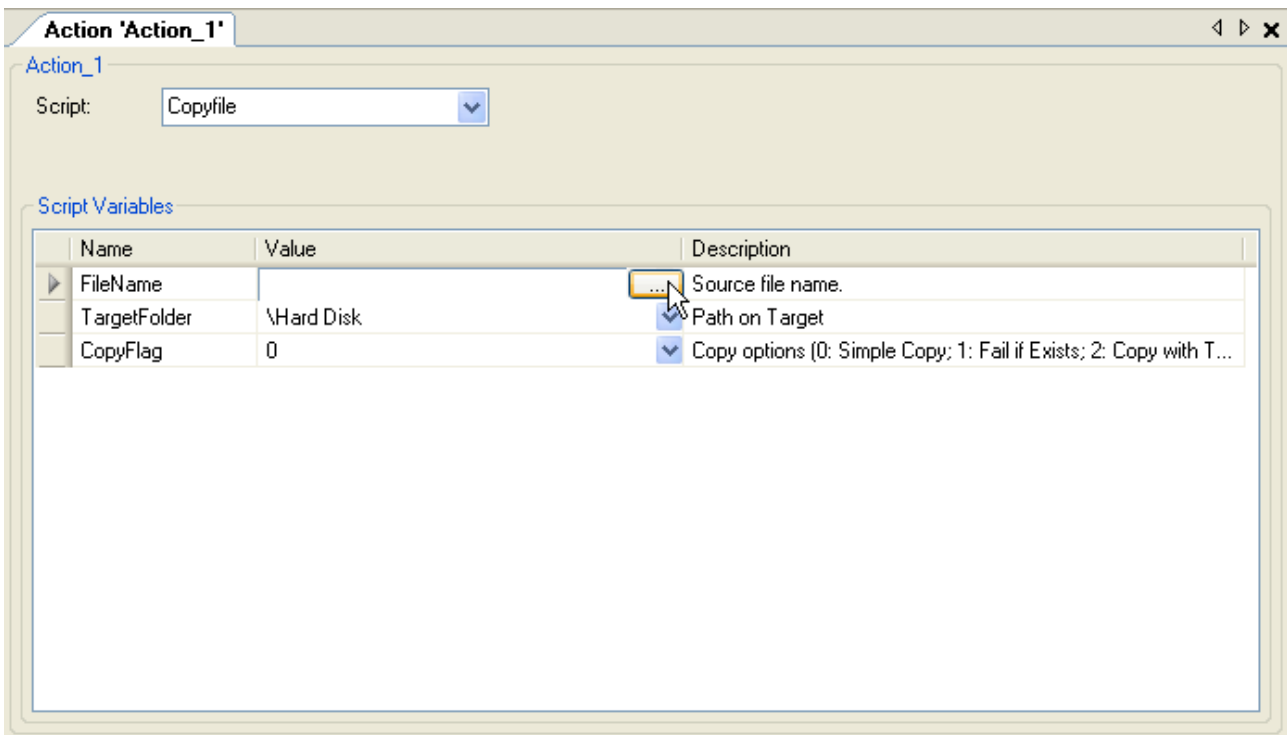 Action 'Action_1'
Action_1
Script: Copyfile
Script Variables
Name Value Description
FileName ... Source file name.
TargetFolder \Hard Disk Path on Target
CopyFlag 0 Copy options (0: Simple Copy; 1: Fail if Exists; 2: Copy with T...